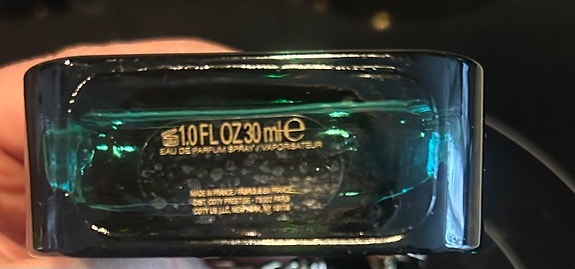 1.0 FL OZ 30 ml ℮
EAU DE PARFUM SPRAY / VAPORISATEUR
MADE IN FRANCE / FABRIQUÉ EN FRANCE
DIST. COTY PRESTIGE - 75002 PARIS
COTY US LLC, NEW YORK, NY